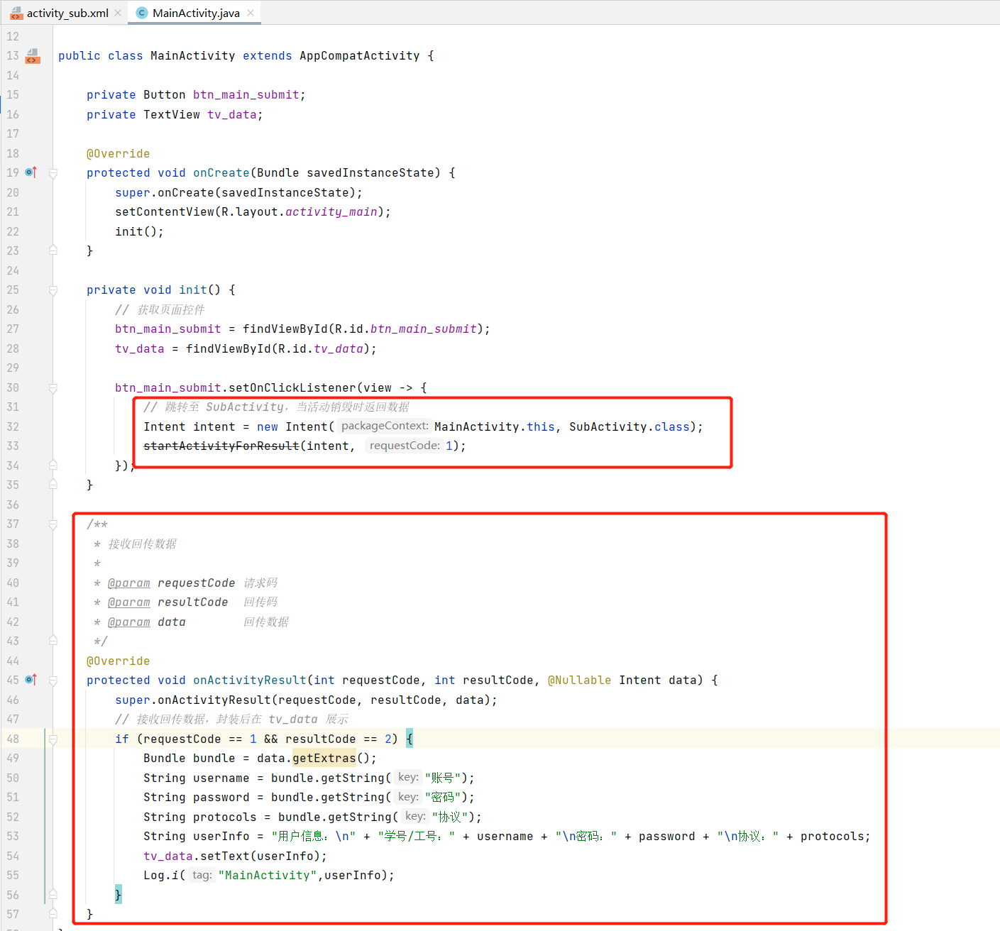 activity_sub.xml MainActivity.java
12
13 public class MainActivity extends AppCompatActivity {
14
15 private Button btn_main_submit;
16 private TextView tv_data;
17
18 @Override
19 protected void onCreate(Bundle savedInstanceState) {
20 super.onCreate(savedInstanceState);
21 setContentView(R.layout.activity_main);
22 init();
23 }
24
25 private void init() {
26 // 获取页面控件
27 btn_main_submit = findViewById(R.id.btn_main_submit);
28 tv_data = findViewById(R.id.tv_data);
29
30 btn_main_submit.setOnClickListener(view -> {
31 // 跳转至 SubActivity，当活动销毁时返回数据
32 Intent intent = new Intent( packageContext: MainActivity.this, SubActivity.class);
33 startActivityForResult(intent, requestCode: 1);
34 });
35 }
36
37 /**
38 * 接收回传数据
39 *
40 * @param requestCode 请求码
41 * @param resultCode 回传码
42 * @param data 回传数据
43 */
44 @Override
45 protected void onActivityResult(int requestCode, int resultCode, @Nullable Intent data) {
46 super.onActivityResult(requestCode, resultCode, data);
47 // 接收回传数据，封装后在 tv_data 展示
48 if (requestCode == 1 && resultCode == 2) {
49 Bundle bundle = data.getExtras();
50 String username = bundle.getString( key: "账号");
51 String password = bundle.getString( key: "密码");
52 String protocols = bundle.getString( key: "协议");
53 String userInfo = "用户信息：\n" + "学号/工号：" + username + "\n密码：" + password + "\n协议：" + protocols;
54 tv_data.setText(userInfo);
55 Log.i( tag: "MainActivity",userInfo);
56 }
57 }